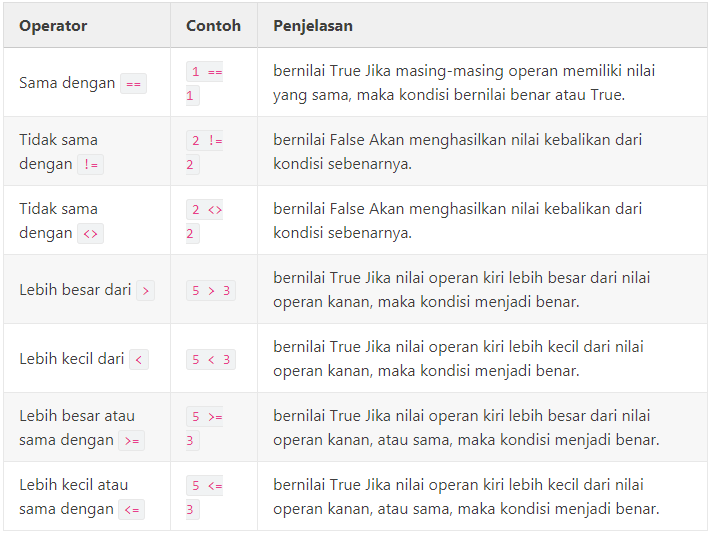 Operator Contoh Penjelasan
Sama dengan == 1 == 1 bernilai True Jika masing-masing operan memiliki nilai
yang sama, maka kondisi bernilai benar atau True.
Tidak sama
dengan !=
2 !=
2
bernilai False Akan menghasilkan nilai kebalikan dari
kondisi sebenarnya.
Tidak sama
dengan <>
2 <>
2
bernilai False Akan menghasilkan nilai kebalikan dari
kondisi sebenarnya.
Lebih besar dari >
5 > 3
bernilai True Jika nilai operan kiri lebih besar dari nilai
operan kanan, maka kondisi menjadi benar.
Lebih kecil dari <
5 < 3
bernilai True Jika nilai operan kiri lebih kecil dari nilai
operan kanan, maka kondisi menjadi benar.
Lebih besar atau
sama dengan >=
5 >=
3
bernilai True Jika nilai operan kiri lebih besar dari nilai
operan kanan, atau sama, maka kondisi menjadi benar.
Lebih kecil atau
sama dengan <=
5 <=
3
bernilai True Jika nilai operan kiri lebih kecil dari nilai
operan kanan, atau sama, maka kondisi menjadi benar.